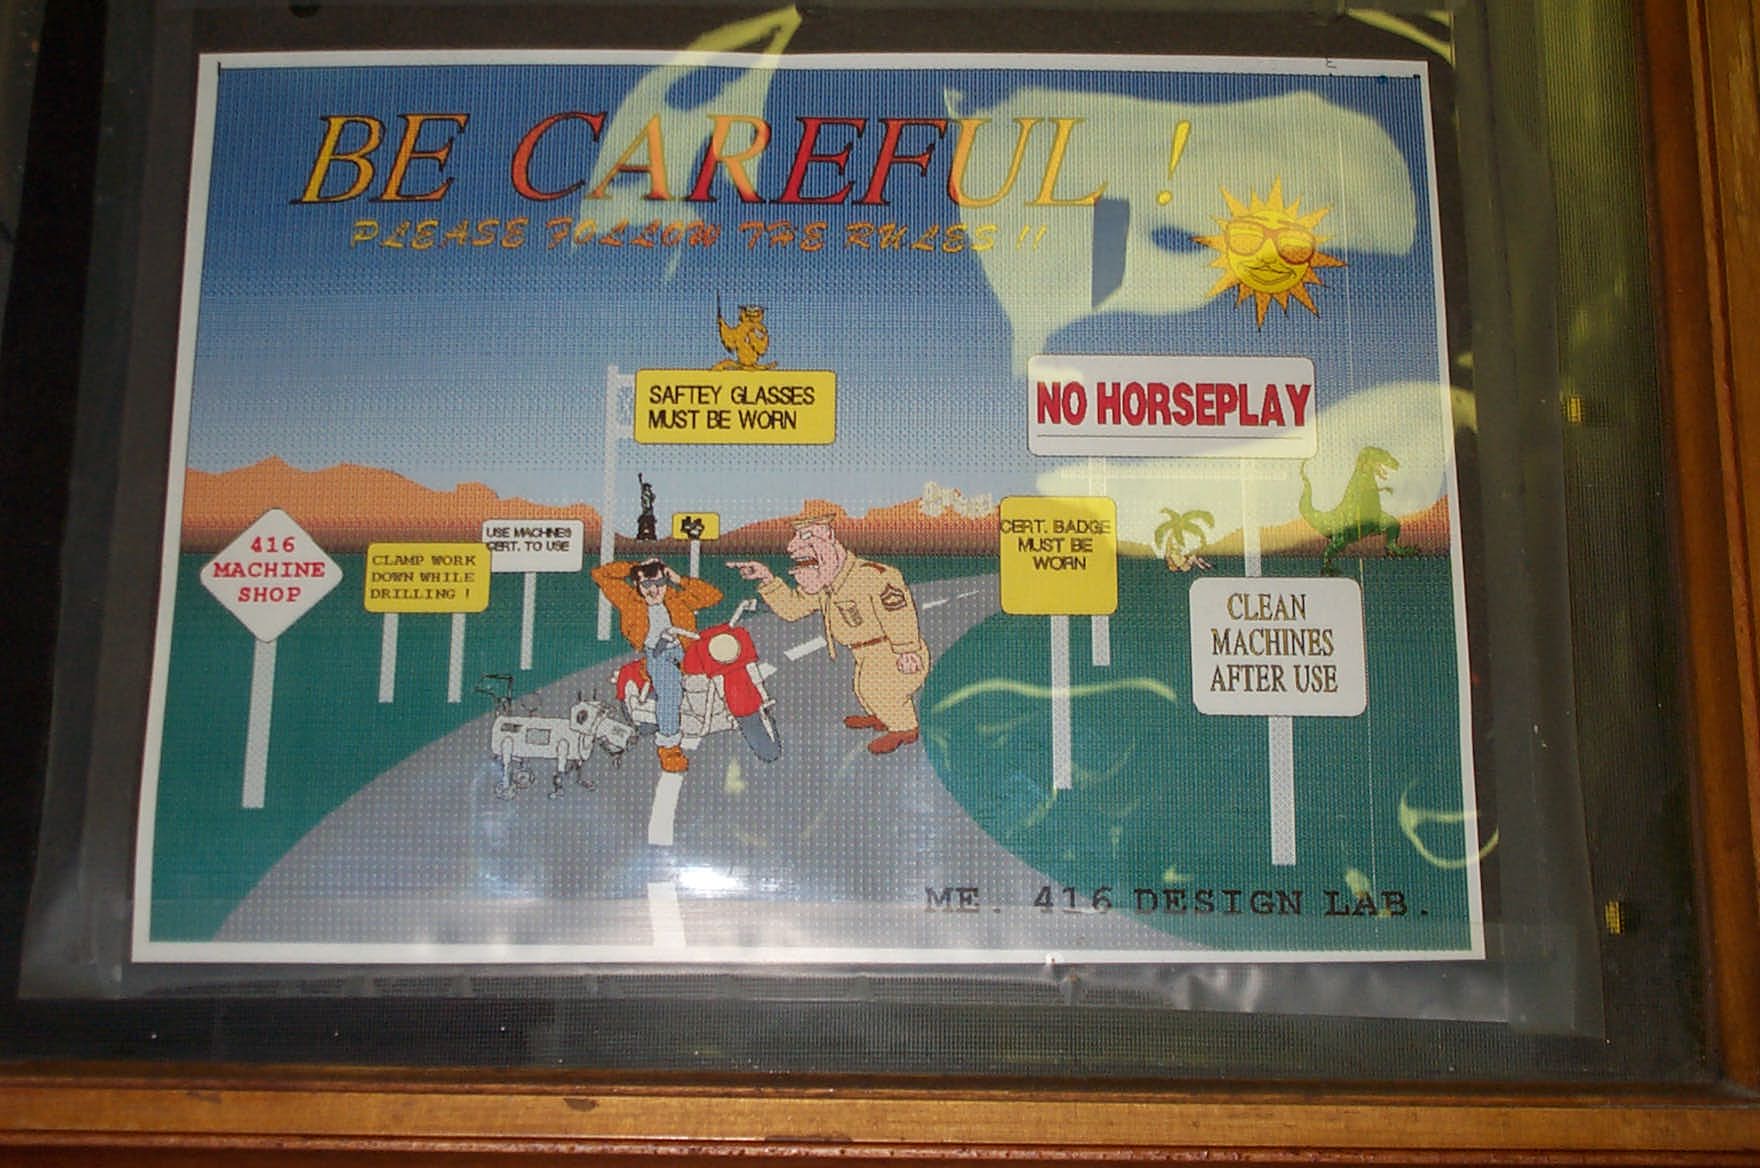 BE CAREFUL !
PLEASE FOLLOW THE RULES !!
SAFTEY GLASSES
MUST BE WORN
NO HORSEPLAY
416
MACHINE
SHOP
CLAMP WORK
DOWN WHILE
DRILLING !
USE MACHINES
CERT. TO USE
CERT. BADGE
MUST BE
WORN
CLEAN
MACHINES
AFTER USE
ME. 416 DESIGN LAB.